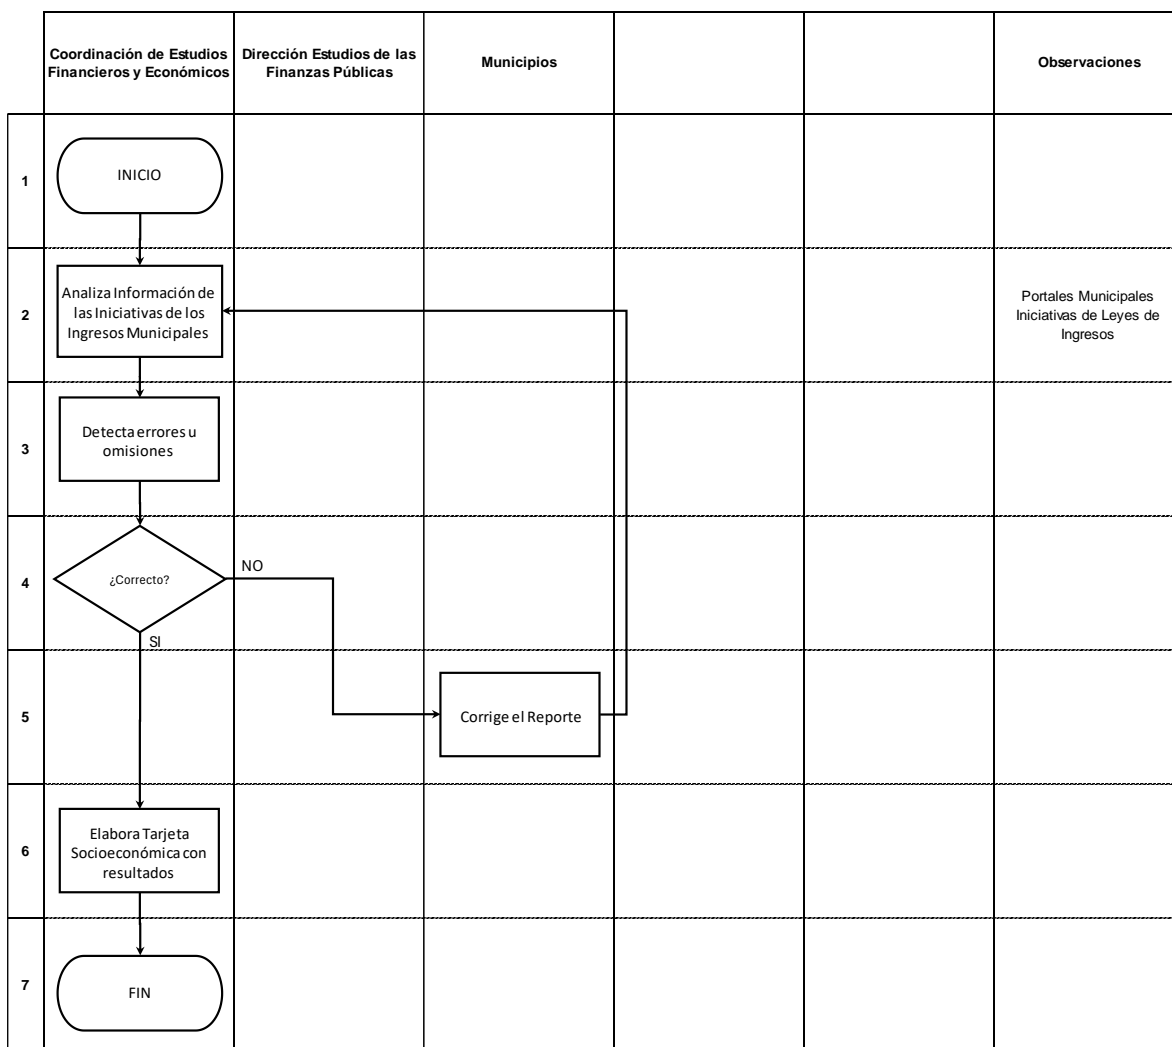 Coordinación de Estudios
Financieros y Económicos
Dirección Estudios de las
Finanzas Públicas
Municipios
Observaciones
1
INICIO
2
Analiza Información de
las Iniciativas de los
Ingresos Municipales
Portales Municipales
Iniciativas de Leyes de
Ingresos
3
Detecta errores u
omisiones
4
¿Correcto?
NO
SI
5
Corrige el Reporte
6
Elabora Tarjeta
Socioeconómica con
resultados
7
FIN